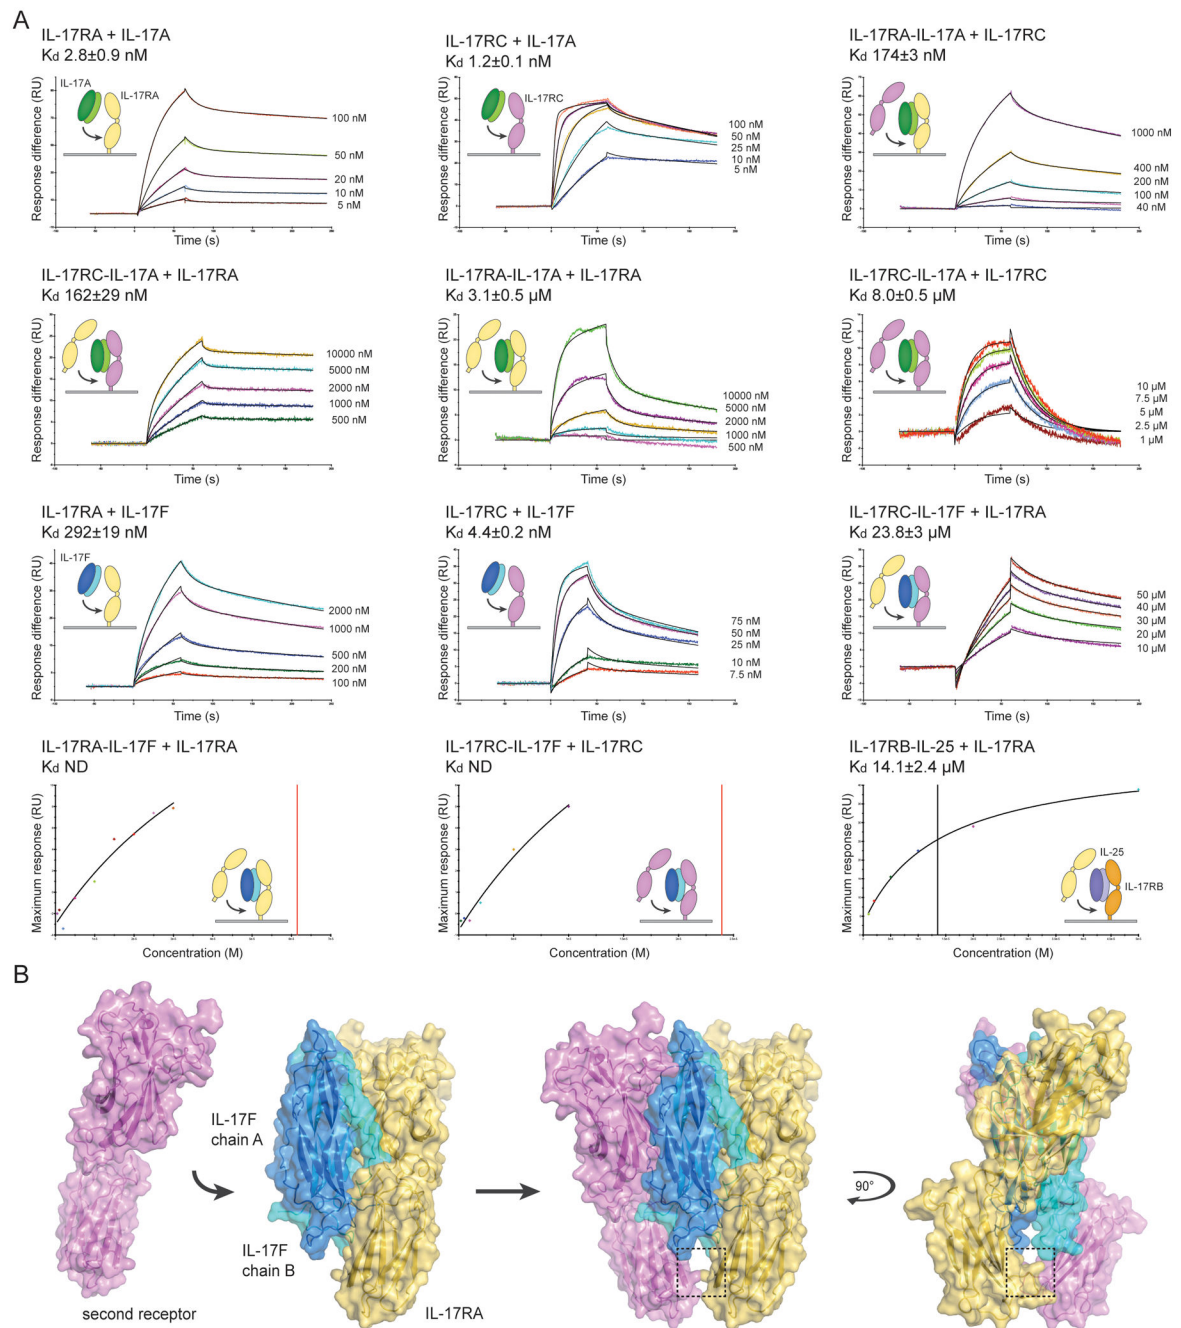 A
IL-17RA + IL-17A
Kd 2.8±0.9 nM
Response difference (RU)
IL-17A
IL-17RA
100 nM
50 nM
20 nM
10 nM
5 nM
Time (s)
IL-17RC + IL-17A
Kd 1.2±0.1 nM
Response difference (RU)
IL-17RC
100 nM
50 nM
25 nM
10 nM
5 nM
Time (s)
IL-17RA-IL-17A + IL-17RC
Kd 174±3 nM
Response difference (RU)
1000 nM
400 nM
200 nM
100 nM
40 nM
Time (s)
IL-17RC-IL-17A + IL-17RA
Kd 162±29 nM
Response difference (RU)
10000 nM
5000 nM
2000 nM
1000 nM
500 nM
Time (s)
IL-17RA-IL-17A + IL-17RA
Kd 3.1±0.5 µM
Response difference (RU)
10000 nM
5000 nM
2000 nM
1000 nM
500 nM
Time (s)
IL-17RC-IL-17A + IL-17RC
Kd 8.0±0.5 µM
Response difference (RU)
10 µM
7.5 µM
5 µM
2.5 µM
1 µM
Time (s)
IL-17RA + IL-17F
Kd 292±19 nM
Response difference (RU)
IL-17F
2000 nM
1000 nM
500 nM
200 nM
100 nM
Time (s)
IL-17RC + IL-17F
Kd 4.4±0.2 nM
Response difference (RU)
75 nM
50 nM
25 nM
10 nM
7.5 nM
Time (s)
IL-17RC-IL-17F + IL-17RA
Kd 23.8±3 µM
Response difference (RU)
50 µM
40 µM
30 µM
20 µM
10 µM
Time (s)
IL-17RA-IL-17F + IL-17RA
Kd ND
Maximum response (RU)
Concentration (M)
IL-17RC-IL-17F + IL-17RC
Kd ND
Maximum response (RU)
Concentration (M)
IL-17RB-IL-25 + IL-17RA
Kd 14.1±2.4 µM
Maximum response (RU)
IL-25
IL-17RB
Concentration (M)
B
second receptor
IL-17F
chain A
IL-17F
chain B
IL-17RA
90°